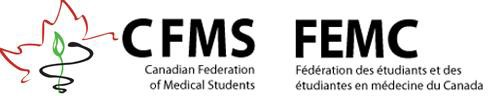 CFMS
Canadian Federation
of Medical Students
FEMC
Fédération des étudiants et des
étudiantes en médecine du Canada